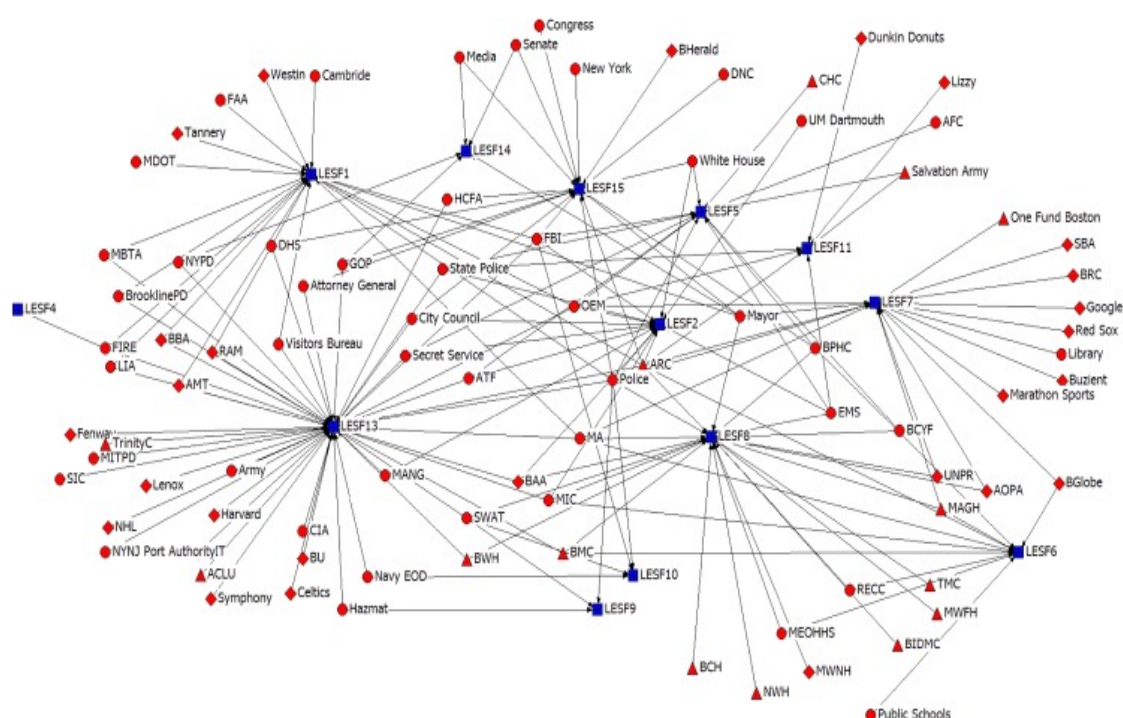 Congress
Senate
Dunkin Donuts
Media
BHerald
New York
DNC
Westin
Cambride
CHC
Lizzy
FAA
UM Dartmouth
AFC
Tannery
LESF14
MDOT
White House
LESF1
Salvation Army
LESF15
HCFA
LESF5
One Fund Boston
FBI
DHS
SBA
LESF11
MBTA
NYPD
GOP
State Police
BRC
Attorney General
BrooklinePD
LESF7
OEM
Google
LESF4
City Council
Mayor
LESF2
Red Sox
BBA
Visitors Bureau
FIRE
BPHC
RAM
Secret Service
Library
LIA
ARC
ATF
Police
Buzient
AMT
Marathon Sports
EMS
LESF13
BCYF
Fenway
MA
LESF8
TrinityC
MITPD
Army
MANG
UNPR
SIC
BAA
BGlobe
Lenox
AOPA
MIC
MAGH
Harvard
SWAT
NHL
CIA
NYNJ Port AuthorityIT
BMC
LESF6
BU
BWH
ACLU
Navy EOD
LESF10
TMC
RECC
Celtics
Symphony
Hazmat
LESF9
MWFH
MEOHHS
BIDMC
BCH
MWNH
NWH
Public Schools